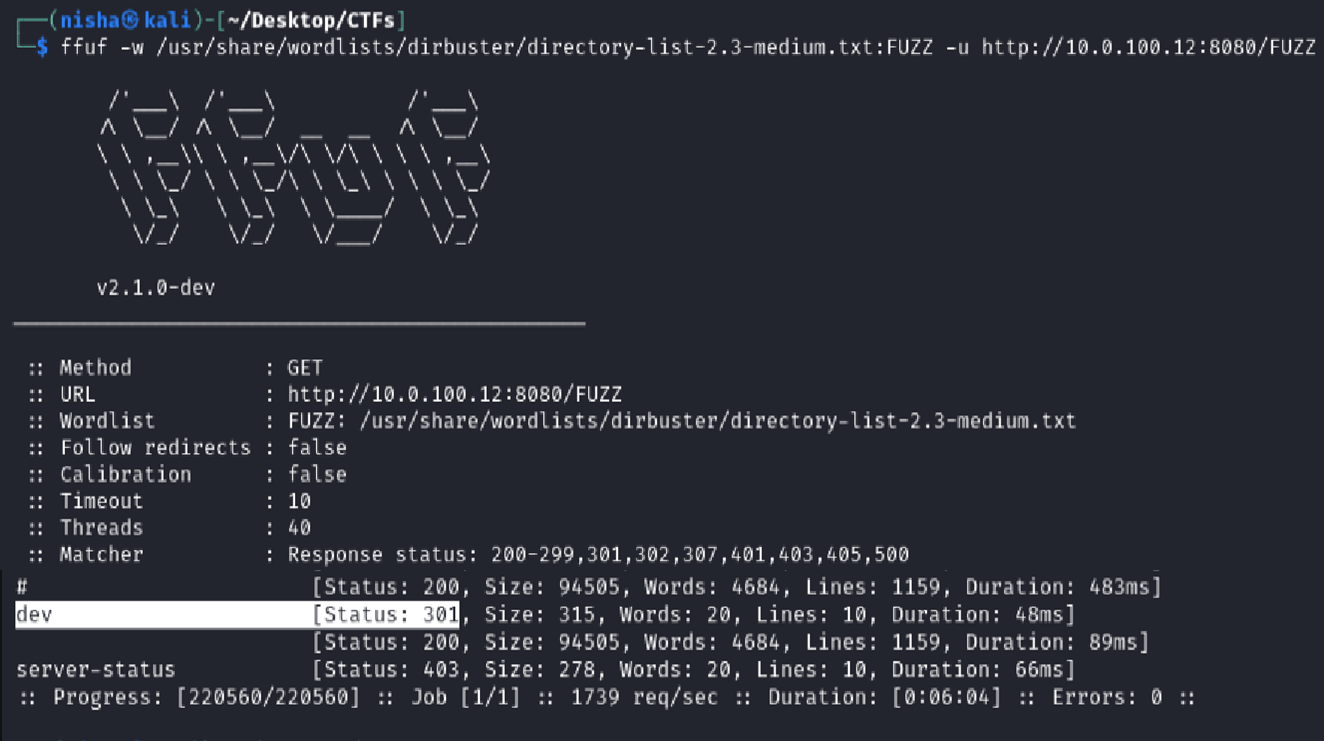 ┌──(nisha㉿kali)-[~/Desktop/CTFs]
└─$ ffuf -w /usr/share/wordlists/dirbuster/directory-list-2.3-medium.txt:FUZZ -u http://10.0.100.12:8080/FUZZ
v2.1.0-dev
:: Method : GET
:: URL : http://10.0.100.12:8080/FUZZ
:: Wordlist : FUZZ: /usr/share/wordlists/dirbuster/directory-list-2.3-medium.txt
:: Follow redirects : false
:: Calibration : false
:: Timeout : 10
:: Threads : 40
:: Matcher : Response status: 200-299,301,302,307,401,403,405,500
# [Status: 200, Size: 94505, Words: 4684, Lines: 1159, Duration: 483ms]
dev [Status: 301, Size: 315, Words: 20, Lines: 10, Duration: 48ms]
[Status: 200, Size: 94505, Words: 4684, Lines: 1159, Duration: 89ms]
server-status [Status: 403, Size: 278, Words: 20, Lines: 10, Duration: 66ms]
:: Progress: [220560/220560] :: Job [1/1] :: 1739 req/sec :: Duration: [0:06:04] :: Errors: 0 ::